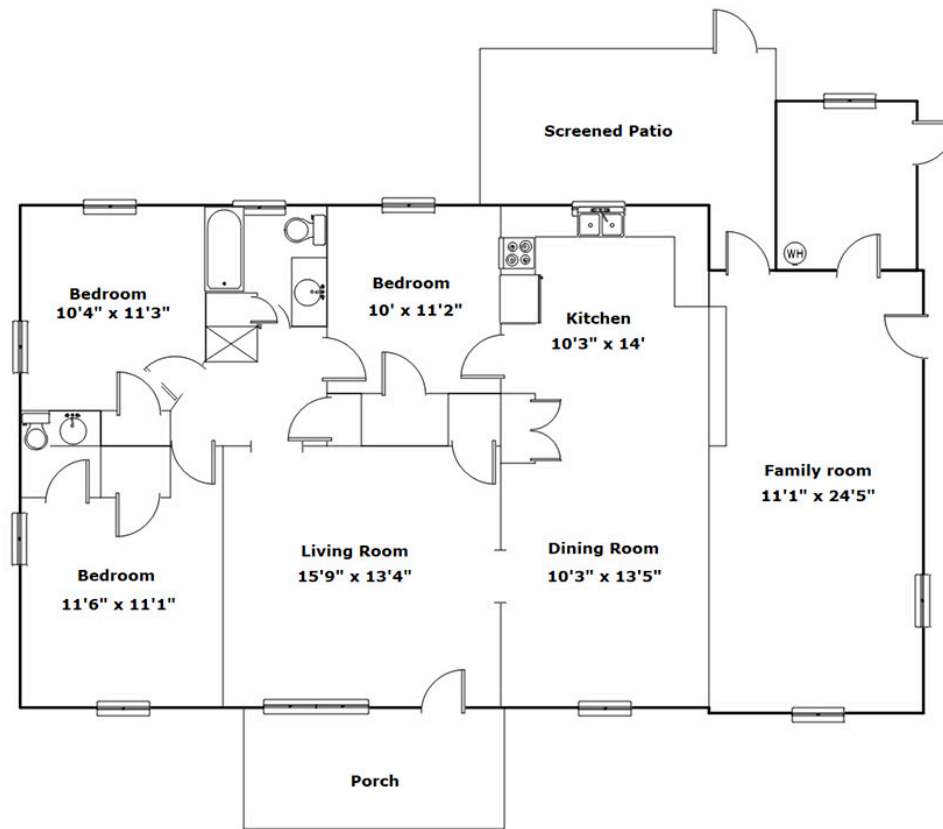 Screened Patio
WH
Bedroom
10'4" x 11'3"
Bedroom
10' x 11'2"
Kitchen
10'3" x 14'
Family room
11'1" x 24'5"
Living Room
15'9" x 13'4"
Dining Room
10'3" x 13'5"
Bedroom
11'6" x 11'1"
Porch